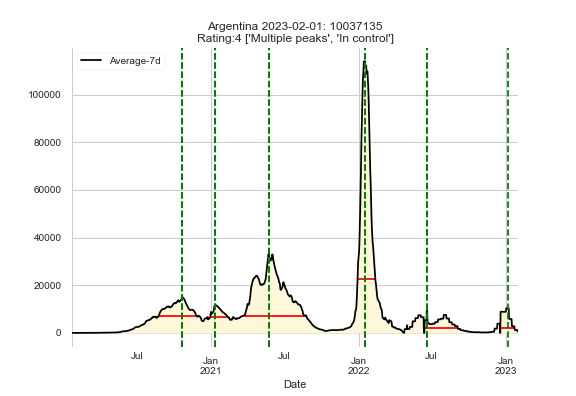 Argentina 2023-02-01: 10037135
Rating:4 ['Multiple peaks', 'In control']
Average-7d
100000
80000
60000
40000
20000
0
Jul
Jan
2021
Jul
Jan
2022
Jul
Jan
2023
Date